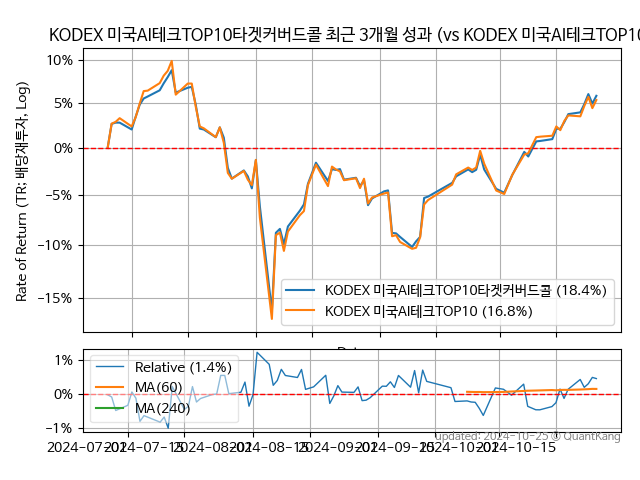 KODEX 미국AI테크TOP10타겟커버드콜 최근 3개월 성과 (vs KODEX 미국AI테크TOP10
Rate of Return (TR: 배당재투자, Log)
10%
5%
0%
−5%
−10%
−15%
KODEX 미국AI테크TOP10타겟커버드콜 (18.4%)
KODEX 미국AI테크TOP10 (16.8%)
1%
0%
−1%
Relative (1.4%)
MA(60)
MA(240)
2024-07-01
2024-07-15
2024-08-01
2024-08-15
2024-09-01
2024-09-15
2024-10-01
2024-10-15
updated: 2024-10-25 © QuantKang